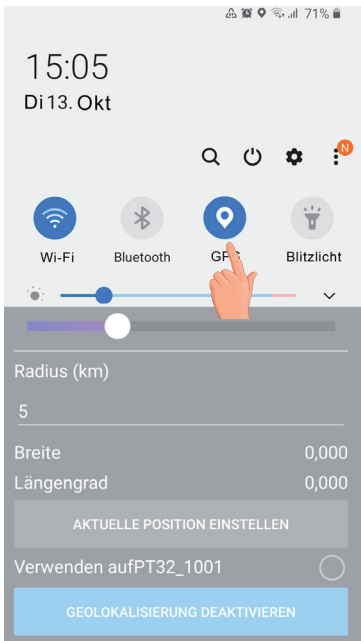 71%
15:05
Di 13. Okt
N
Wi-Fi Bluetooth GPS Blitzlicht
Radius (km)
5
Breite 0,000
Längengrad 0,000
AKTUELLE POSITION EINSTELLEN
Verwenden aufPT32_1001
GEOLOKALISIERUNG DEAKTIVIEREN